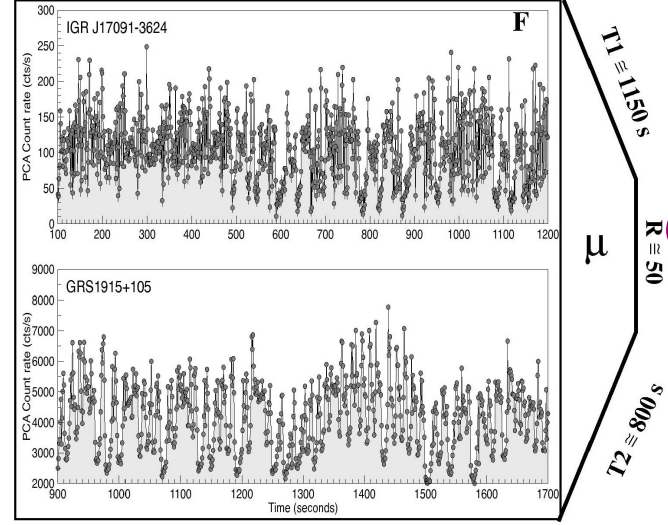 F
IGR J17091-3624
PCA Count rate (cts/s)
300
250
200
150
100
50
0
100 200 300 400 500 600 700 800 900 1000 1100 1200
GRS1915+105
PCA Count rate (cts/s)
9000
8000
7000
6000
5000
4000
3000
2000
900 1000 1100 1200 1300 1400 1500 1600 1700
Time (seconds)
T1 ≅ 1150 s
μ
R ≅ 50
T2 ≅ 800 s